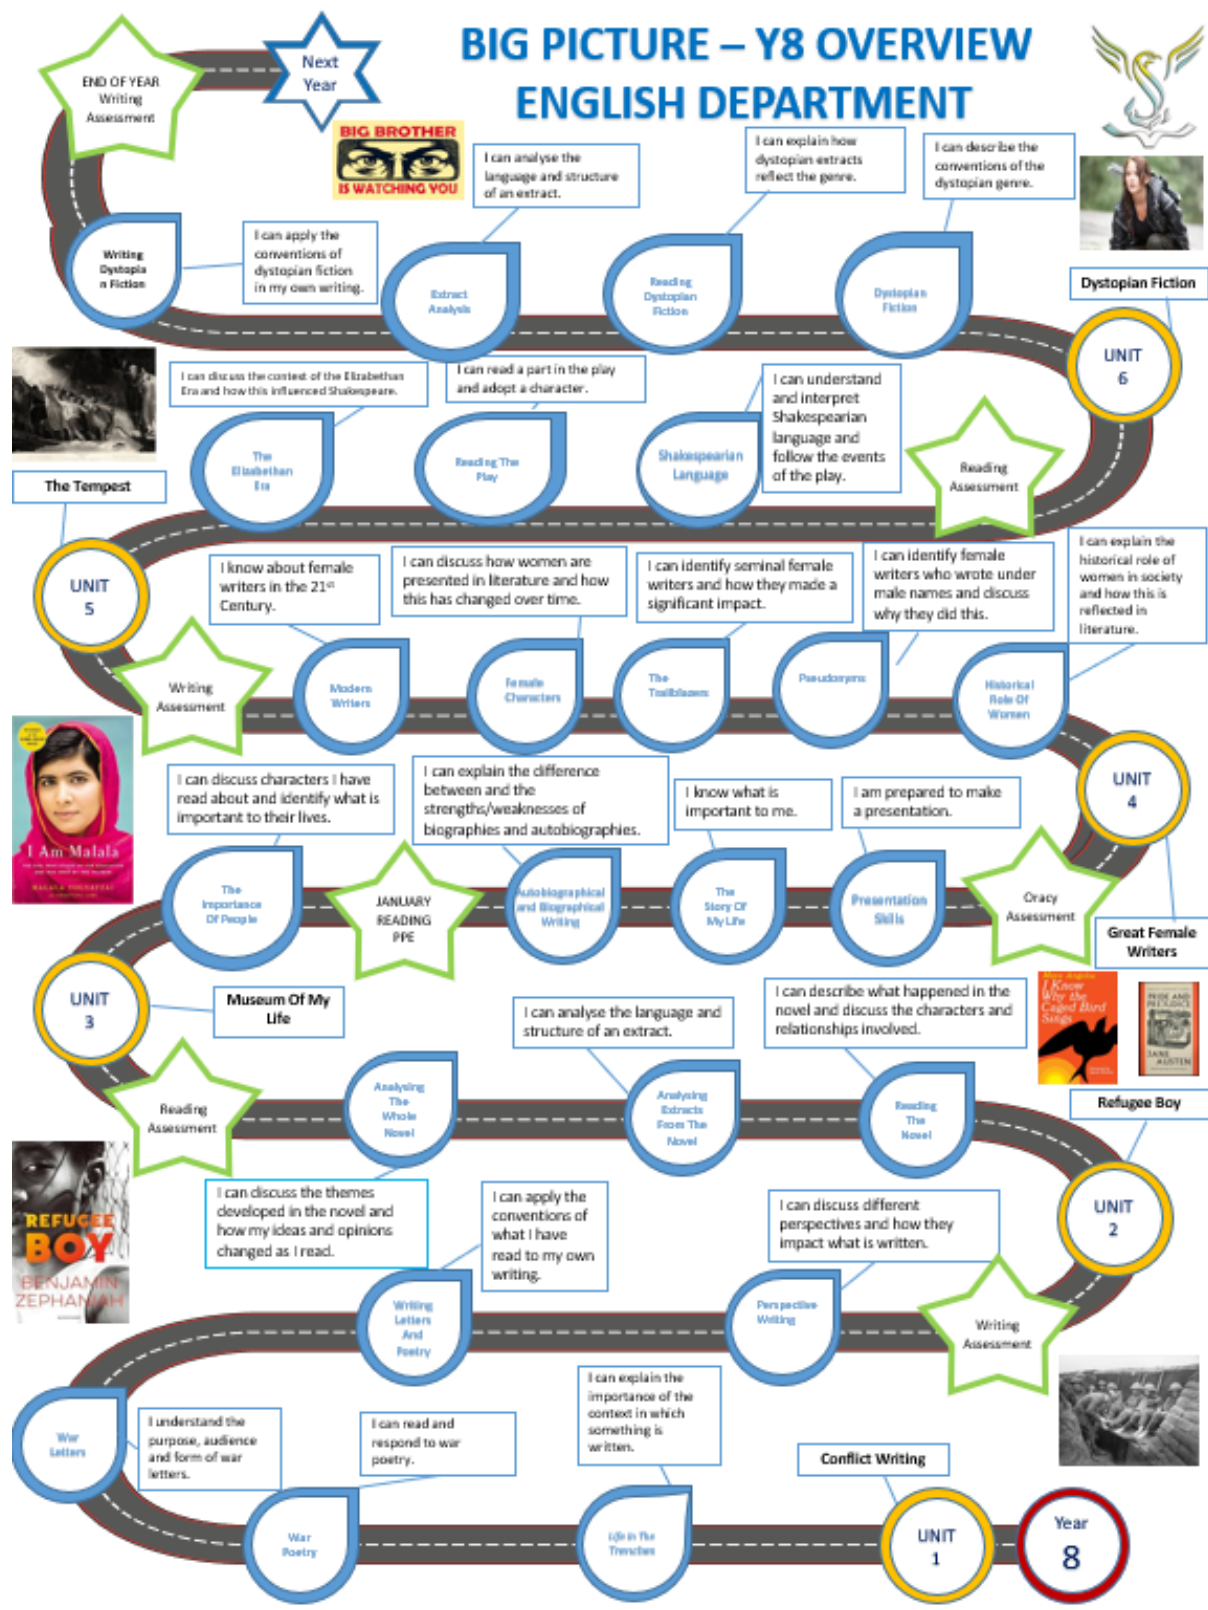 BIG PICTURE – Y8 OVERVIEW
ENGLISH DEPARTMENT
Next
Year
END OF YEAR
Writing
Assessment
BIG BROTHER
IS WATCHING YOU
I can analyse the
language and structure
of an extract.
I can explain how
dystopian extracts
reflect the genre.
I can describe the
conventions of the
dystopian genre.
Writing
Dystopia
n Fiction
I can apply the
conventions of
dystopian fiction
in my own writing.
Extract
Analysis
Reading
Dystopian
Fiction
Dystopian
Fiction
Dystopian Fiction
UNIT
6
I can discuss the context of the Elizabethan
Era and how this influenced Shakespeare.
I can read a part in the play
and adopt a character.
I can understand
and interpret
Shakespearian
language and
follow the events
of the play.
The
Elizabethan
Era
Reading The
Play
Shakespearian
Language
Reading
Assessment
The Tempest
UNIT
5
I know about female
writers in the 21st
Century.
I can discuss how women are
presented in literature and how
this has changed over time.
I can identify seminal female
writers and how they made a
significant impact.
I can identify female
writers who wrote under
male names and discuss
why they did this.
I can explain the
historical role of
women in society
and how this is
reflected in
literature.
Writing
Assessment
Modern
Writers
Female
Characters
The
Trailblazers
Pseudonyms
Historical
Role Of
Women
UNIT
4
I Am Malala
MALALA YOUSAFZAI
I can discuss characters I have
read about and identify what is
important to their lives.
I can explain the difference
between and the
strengths/weaknesses of
biographies and autobiographies.
I know what is
important to me.
I am prepared to make
a presentation.
The
Importance
Of People
JANUARY
READING
PPE
Autobiographical
and Biographical
Writing
The
Story Of
My Life
Presentation
Skills
Oracy
Assessment
Great Female
Writers
UNIT
3
Museum Of My
Life
I can analyse the language and
structure of an extract.
I can describe what happened in the
novel and discuss the characters and
relationships involved.
Maya Angelou
I Know
Why the
Caged Bird
Sings
PRIDE AND
PREJUDICE
JANE
AUSTEN
Reading
Assessment
Analysing
The
Whole
Novel
Analysing
Extracts
From The
Novel
Reading
The
Novel
Refugee Boy
UNIT
2
REFUGEE
BOY
BENJAMIN
ZEPHANIAH
I can discuss the themes
developed in the novel and
how my ideas and opinions
changed as I read.
I can apply the
conventions of
what I have
read to my own
writing.
I can discuss different
perspectives and how they
impact what is written.
Writing
Letters
And
Poetry
Perspective
Writing
Writing
Assessment
War
Letters
I understand the
purpose, audience
and form of war
letters.
I can read and
respond to war
poetry.
I can explain the
importance of the
context in which
something is
written.
Conflict Writing
War
Poetry
Life In The
Trenches
UNIT
1
Year
8